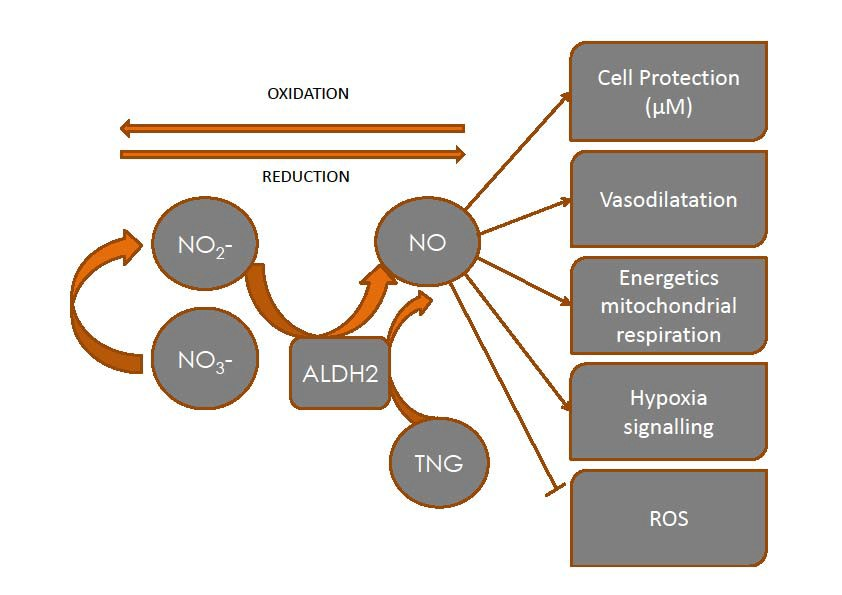 OXIDATION
REDUCTION
NO2-
NO3-
ALDH2
TNG
NO
Cell Protection
(µM)
Vasodilatation
Energetics
mitochondrial
respiration
Hypoxia
signalling
ROS